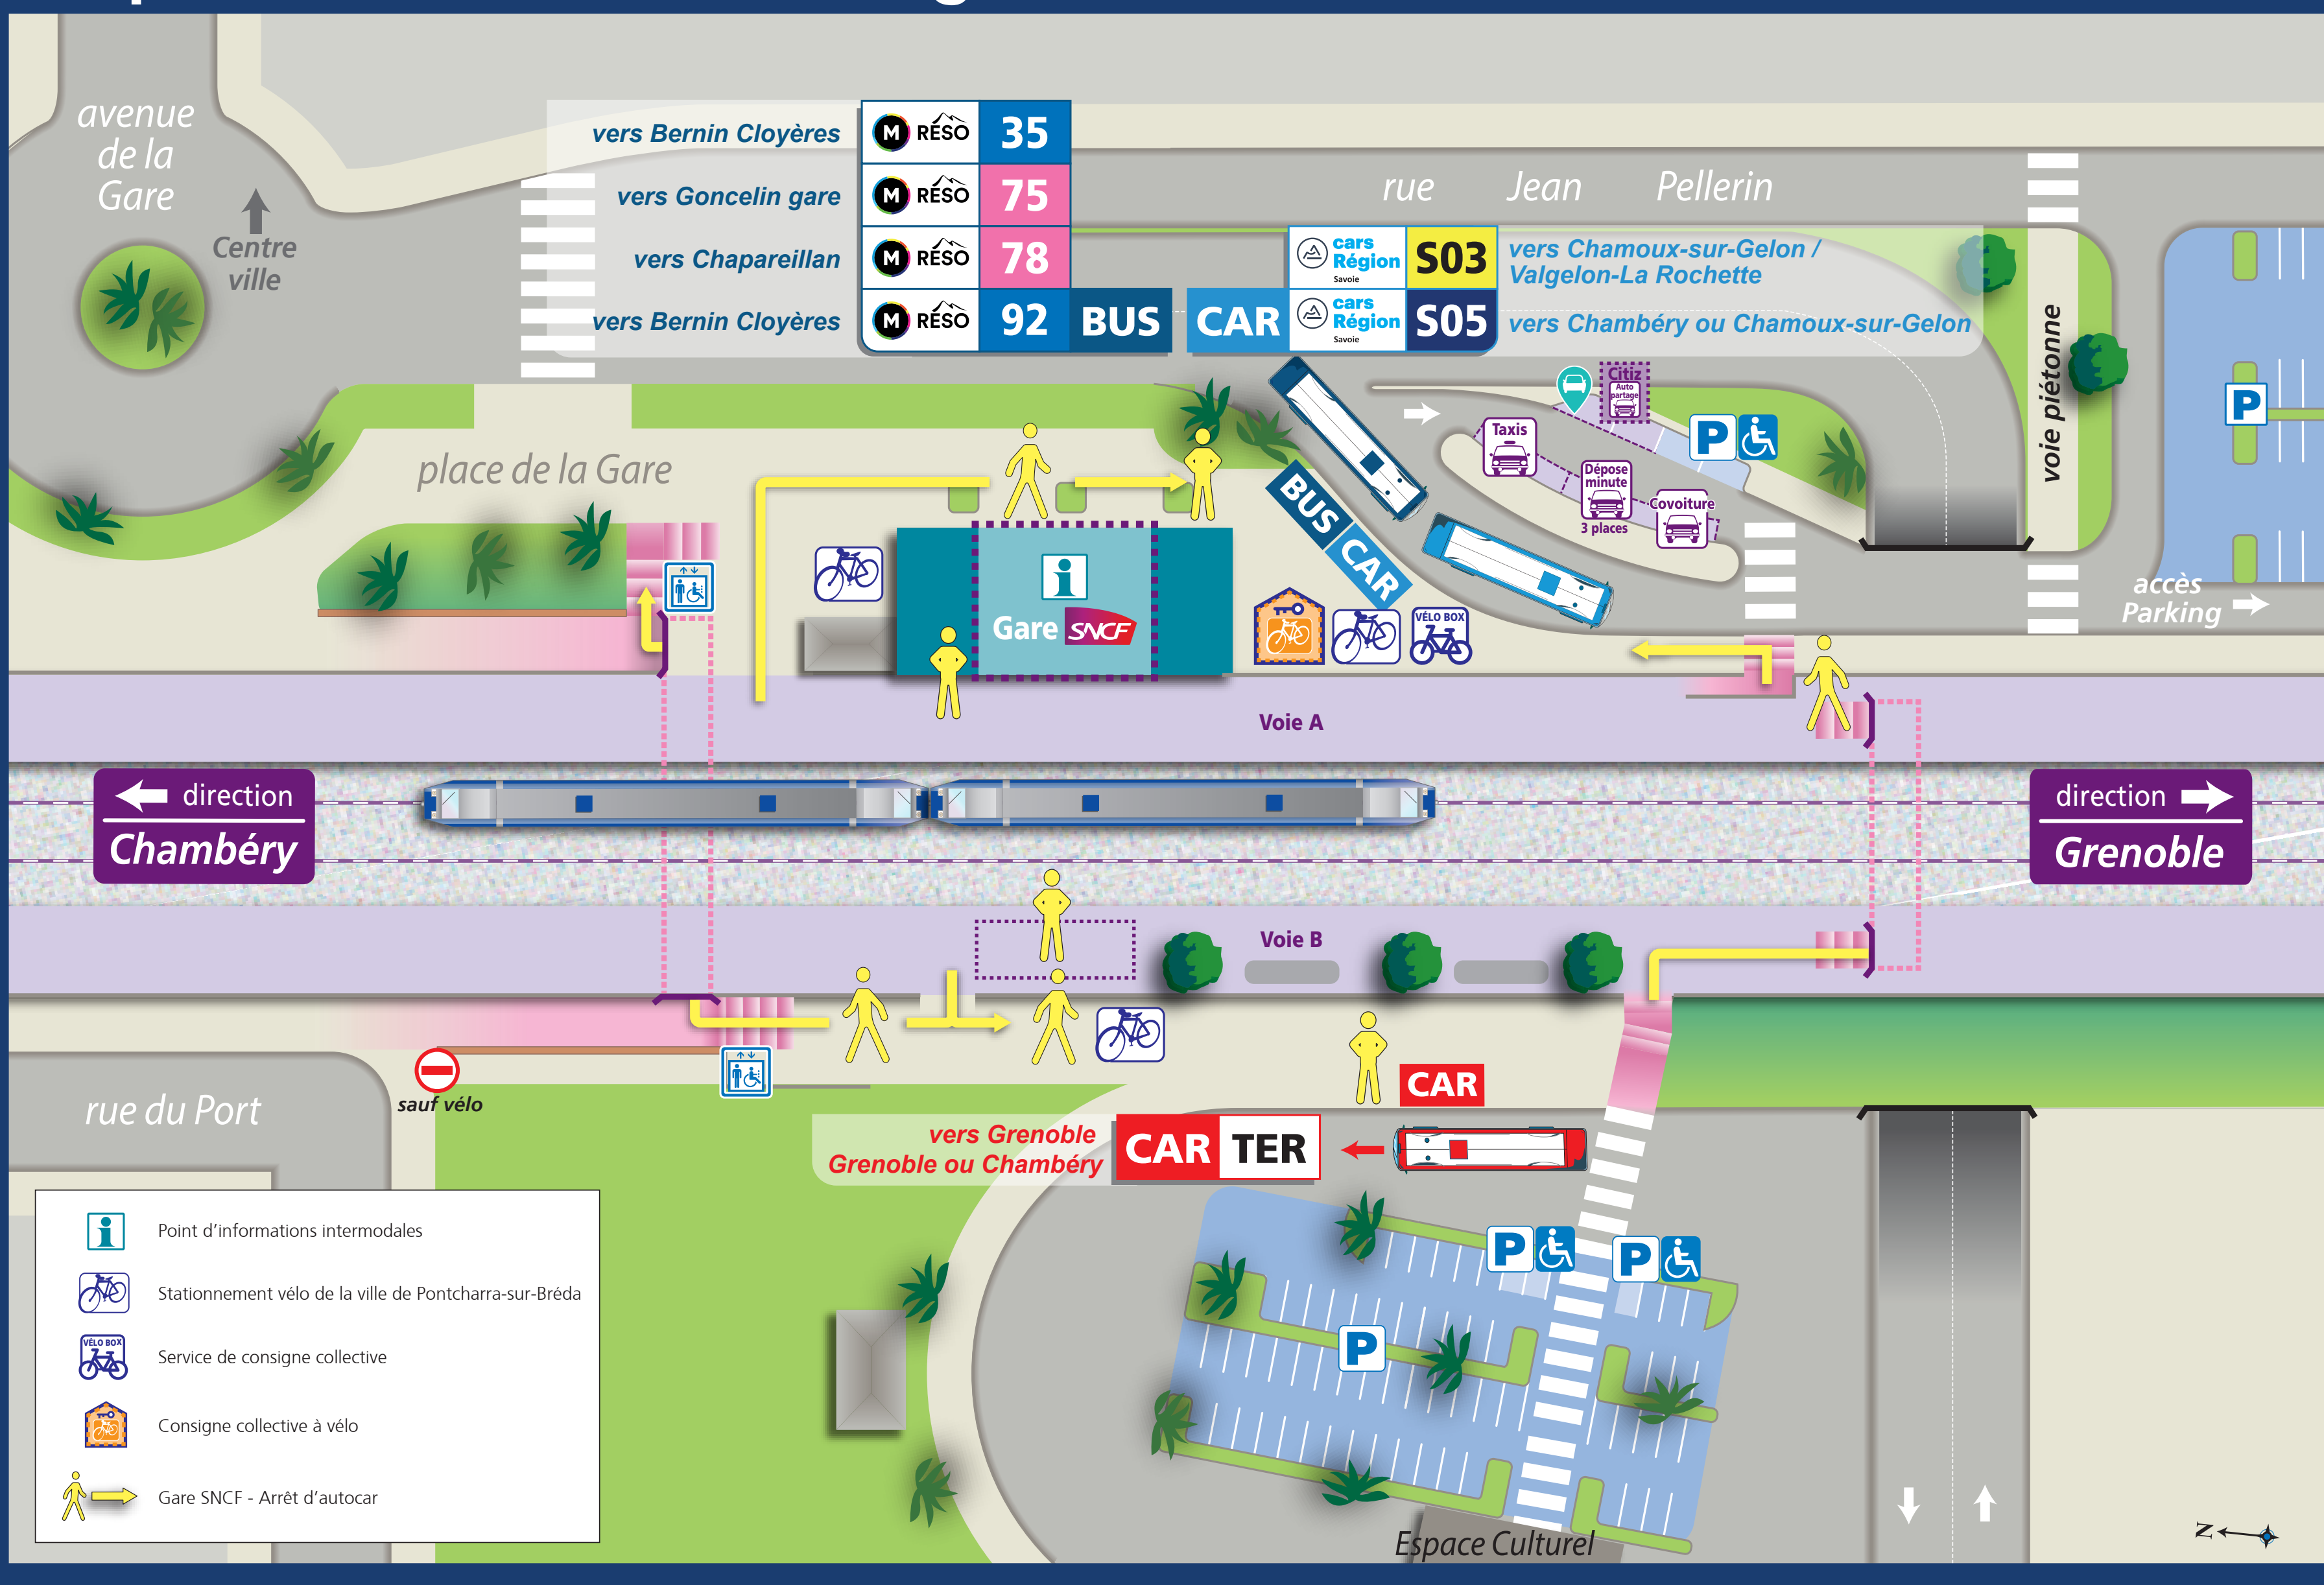 avenue
de la
Gare
Centre
ville
vers Bernin Cloyères
M RÉSO 35
vers Goncelin gare
M RÉSO 75
vers Chapareillan
M RÉSO 78
vers Bernin Cloyères
M RÉSO 92 BUS
rue Jean Pellerin
cars
Région
Savoie
S03
vers Chamoux-sur-Gelon /
Valgelon-La Rochette
CAR
cars
Région
Savoie
S05
vers Chambéry ou Chamoux-sur-Gelon
voie piétonne
P
place de la Gare
Citiz
Auto
partage
Taxis
P
Dépose
minute
3 places
Covoiture
BUS CAR
i
Gare SNCF
VÉLO BOX
accès
Parking
Voie A
direction
Chambéry
direction
Grenoble
Voie B
sauf vélo
rue du Port
CAR
vers Grenoble
Grenoble ou Chambéry
CAR TER
P
P
P
Espace Culturel
N
i
Point d’informations intermodales
Stationnement vélo de la ville de Pontcharra-sur-Bréda
VÉLO BOX
Service de consigne collective
Consigne collective à vélo
Gare SNCF - Arrêt d’autocar